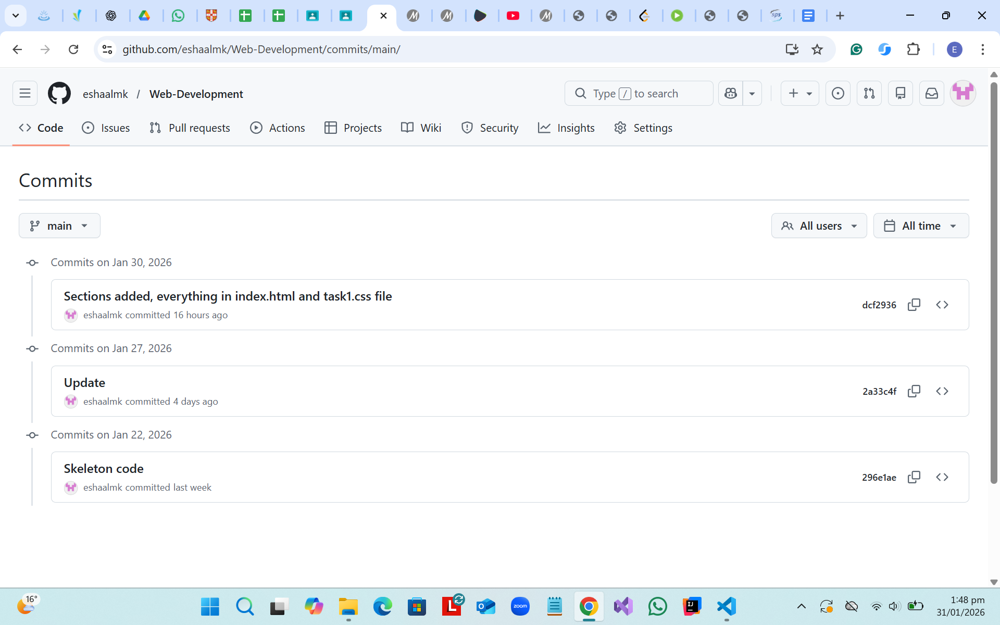 sps
github.com/eshaalmk/Web-Development/commits/main/
E
eshaalmk / Web-Development
Type / to search
Code
Issues
Pull requests
Actions
Projects
Wiki
Security
Insights
Settings
Commits
main
All users
All time
Commits on Jan 30, 2026
Sections added, everything in index.html and task1.css file
eshaalmk committed 16 hours ago
dcf2936
Commits on Jan 27, 2026
Update
eshaalmk committed 4 days ago
2a33c4f
Commits on Jan 22, 2026
Skeleton code
eshaalmk committed last week
296e1ae
16°
L
zoom
IJ
1:48 pm
31/01/2026